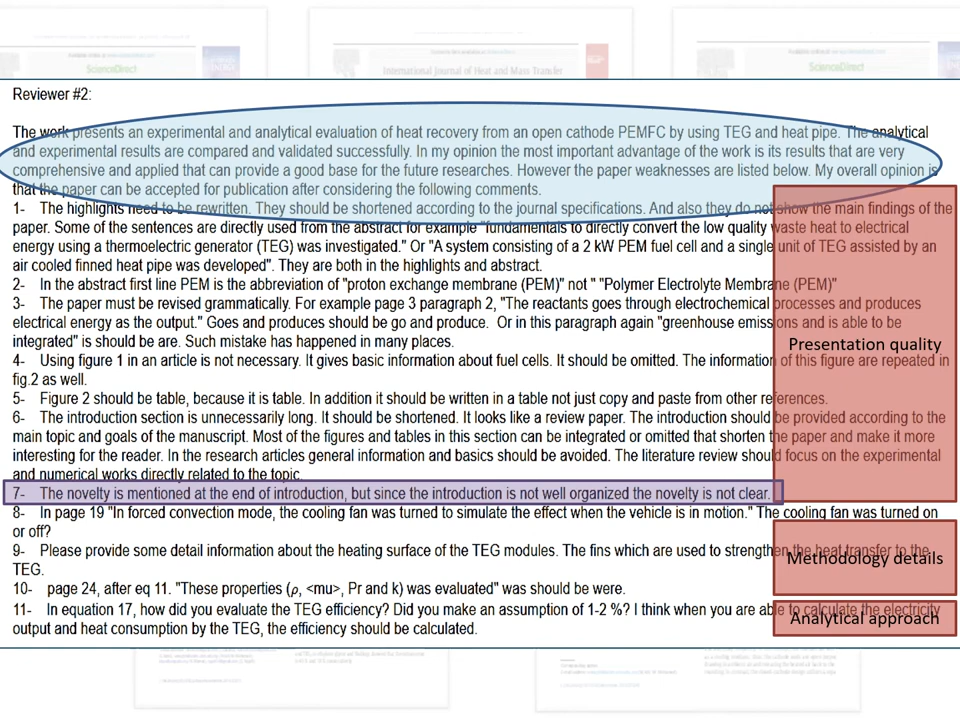 ScienceDirect
International Journal of Heat and Mass Transfer
ScienceDirect
Reviewer #2:
The work presents an experimental and analytical evaluation of heat recovery from an open cathode PEMFC by using TEG and heat pipe. The analytical
and experimental results are compared and validated successfully. In my opinion the most important advantage of the work is its results that are very
comprehensive and applied that can provide a good base for the future researches. However the paper weaknesses are listed below. My overall opinion is
that the paper can be accepted for publication after considering the following comments.
1- The highlights need to be rewritten. They should be shortened according to the journal specifications. And also they do not show the main findings of the
paper. Some of the sentences are directly used from the abstract for example "fundamentals to directly convert the low quality waste heat to electrical
energy using a thermoelectric generator (TEG) was investigated." Or "A system consisting of a 2 kW PEM fuel cell and a single unit of TEG assisted by an
air cooled finned heat pipe was developed". They are both in the highlights and abstract.
2- In the abstract first line PEM is the abbreviation of "proton exchange membrane (PEM)" not " "Polymer Electrolyte Membrane (PEM)"
3- The paper must be revised grammatically. For example page 3 paragraph 2, "The reactants goes through electrochemical processes and produces
electrical energy as the output." Goes and produces should be go and produce. Or in this paragraph again "greenhouse emissions and is able to be
integrated" is should be are. Such mistake has happened in many places.
Presentation quality
4- Using figure 1 in an article is not necessary. It gives basic information about fuel cells. It should be omitted. The information of this figure are repeated in
fig.2 as well.
5- Figure 2 should be table, because it is table. In addition it should be written in a table not just copy and paste from other references.
6- The introduction section is unnecessarily long. It should be shortened. It looks like a review paper. The introduction should be provided according to the
main topic and goals of the manuscript. Most of the figures and tables in this section can be integrated or omitted that shorten the paper and make it more
interesting for the reader. In the research articles general information and basics should be avoided. The literature review should focus on the experimental
and numerical works directly related to the topic.
7- The novelty is mentioned at the end of introduction, but since the introduction is not well organized the novelty is not clear.
8- In page 19 "In forced convection mode, the cooling fan was turned to simulate the effect when the vehicle is in motion." The cooling fan was turned on
or off?
9- Please provide some detail information about the heating surface of the TEG modules. The fins which are used to strengthen the heat transfer to the
TEG.
Methodology details
10- page 24, after eq 11. "These properties (ρ, <mu>, Pr and k) was evaluated" was should be were.
11- In equation 17, how did you evaluate the TEG efficiency? Did you make an assumption of 1-2 %? I think when you are able to calculate the electricity
output and heat consumption by the TEG, the efficiency should be calculated.
Analytical approach